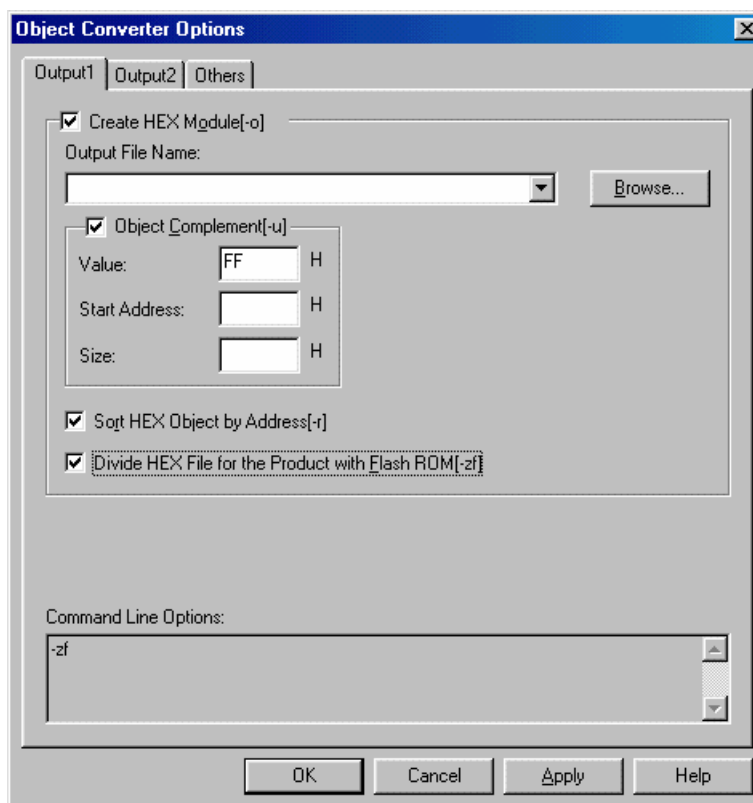 Object Converter Options
Output1 Output2 Others
Create HEX Module[-o]
Output File Name:
Browse...
Object Complement[-u]
Value: FF H
Start Address: H
Size: H
Sort HEX Object by Address[-r]
Divide HEX File for the Product with Flash ROM[-zf]
Command Line Options:
-zf
OK Cancel Apply Help